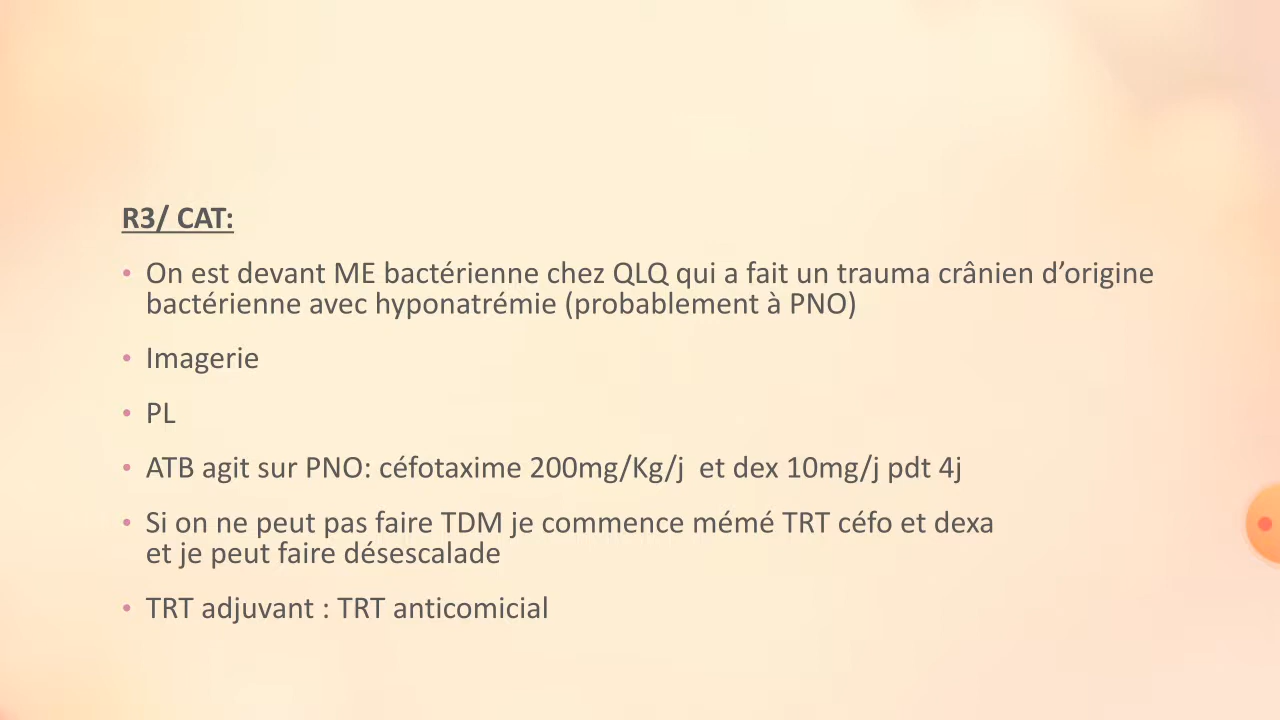 R3/ CAT:
• On est devant ME bactérienne chez QLQ qui a fait un trauma crânien d’origine
bactérienne avec hyponatrémie (probablement à PNO)
• Imagerie
• PL
• ATB agit sur PNO: céfotaxime 200mg/Kg/j  et dex 10mg/j pdt 4j
• Si on ne peut pas faire TDM je commence mémé TRT céfo et dexa
et je peut faire désescalade
• TRT adjuvant : TRT anticomicial